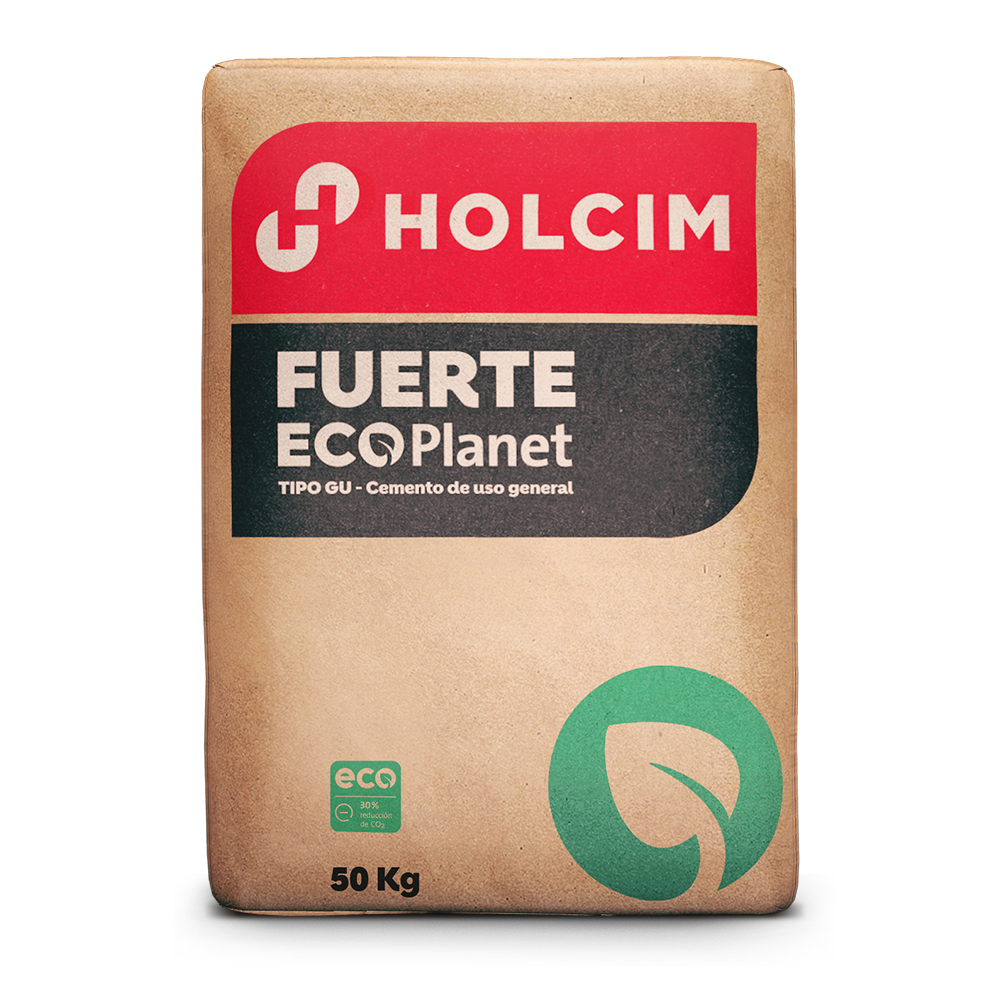 HOLCIM
FUERTE
ECOPlanet
TIPO GU - Cemento de uso general
eco
30%
reducción
de CO₂
50 Kg